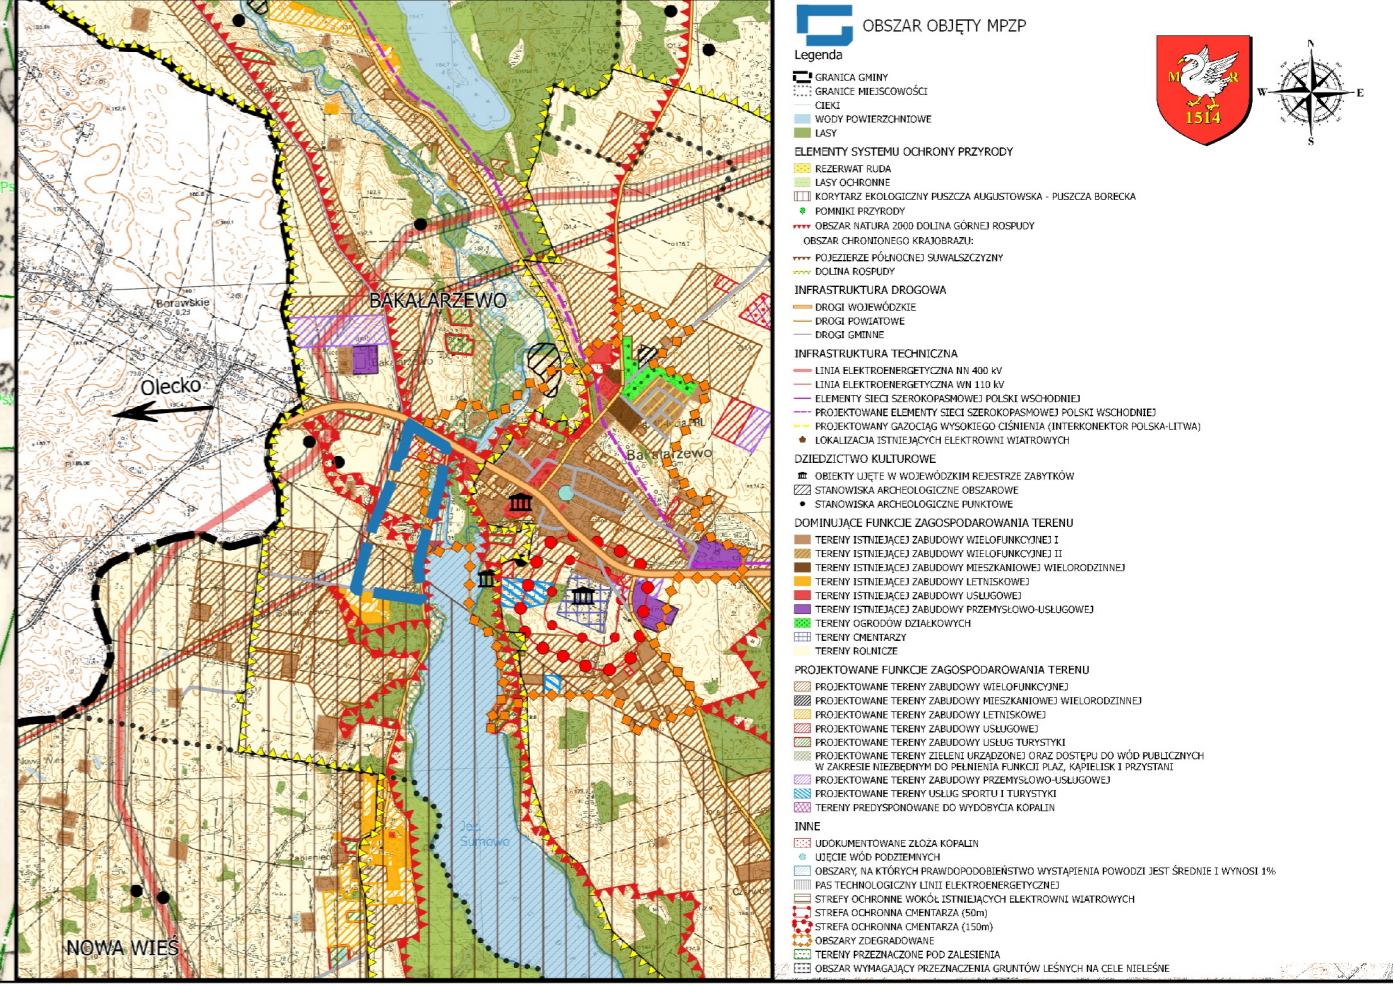 OBSZAR OBJĘTY MPZP
Legenda
GRANICA GMINY
GRANICE MIEJSCOWOŚCI
CIEKI
WODY POWIERZCHNIOWE
LASY
ELEMENTY SYSTEMU OCHRONY PRZYRODY
REZERWAT RUDA
LASY OCHRONNE
KORYTARZ EKOLOGICZNY PUSZCZA AUGUSTOWSKA - PUSZCZA BORECKA
POMNIKI PRZYRODY
OBSZAR NATURA 2000 DOLINA GÓRNEJ ROSPUDY
OBSZAR CHRONIONEGO KRAJOBRAZU:
POJEZIERZE PÓŁNOCNEJ SUWALSZCZYZNY
DOLINA ROSPUDY
INFRASTRUKTURA DROGOWA
DROGI WOJEWÓDZKIE
DROGI POWIATOWE
DROGI GMINNE
INFRASTRUKTURA TECHNICZNA
LINIA ELEKTROENERGETYCZNA NN 400 kV
LINIA ELEKTROENERGETYCZNA WN 110 kV
ELEMENTY SIECI SZEROKOPASMOWEJ POLSKI WSCHODNIEJ
PROJEKTOWANE ELEMENTY SIECI SZEROKOPASMOWEJ POLSKI WSCHODNIEJ
PROJEKTOWANY GAZOCIĄG WYSOKIEGO CIŚNIENIA (INTERKONEKTOR POLSKA-LITWA)
LOKALIZACJA ISTNIEJĄCYCH ELEKTROWNI WIATROWYCH
DZIEDZICTWO KULTUROWE
OBIEKTY UJĘTE W WOJEWÓDZKIM REJESTRZE ZABYTKÓW
STANOWISKA ARCHEOLOGICZNE OBSZAROWE
STANOWISKA ARCHEOLOGICZNE PUNKTOWE
DOMINUJĄCE FUNKCJE ZAGOSPODAROWANIA TERENU
TERENY ISTNIEJĄCEJ ZABUDOWY WIELOFUNKCYJNEJ I
TERENY ISTNIEJĄCEJ ZABUDOWY WIELOFUNKCYJNEJ II
TERENY ISTNIEJĄCEJ ZABUDOWY MIESZKANIOWEJ WIELORODZINNEJ
TERENY ISTNIEJĄCEJ ZABUDOWY LETNISKOWEJ
TERENY ISTNIEJĄCEJ ZABUDOWY USŁUGOWEJ
TERENY ISTNIEJĄCEJ ZABUDOWY PRZEMYSŁOWO-USŁUGOWEJ
TERENY OGRODÓW DZIAŁKOWYCH
TERENY CMENTARZY
TERENY ROLNICZE
PROJEKTOWANE FUNKCJE ZAGOSPODAROWANIA TERENU
PROJEKTOWANE TERENY ZABUDOWY WIELOFUNKCYJNEJ
PROJEKTOWANE TERENY ZABUDOWY MIESZKANIOWEJ WIELORODZINNEJ
PROJEKTOWANE TERENY ZABUDOWY LETNISKOWEJ
PROJEKTOWANE TERENY ZABUDOWY USŁUGOWEJ
PROJEKTOWANE TERENY ZABUDOWY USŁUG TURYSTYKI
PROJEKTOWANE TERENY ZIELENI URZĄDZONEJ ORAZ DOSTĘPU DO WÓD PUBLICZNYCH
W ZAKRESIE NIEZBĘDNYM DO PEŁNIENIA FUNKCJI PLAŻ, KĄPIELISK I PRZYSTANI
PROJEKTOWANE TERENY ZABUDOWY PRZEMYSŁOWO-USŁUGOWEJ
PROJEKTOWANE TERENY USŁUG SPORTU I TURYSTYKI
TERENY PREDYSPONOWANE DO WYDOBYCIA KOPALIN
INNE
UDOKUMENTOWANE ZŁOŻA KOPALIN
UJĘCIE WÓD PODZIEMNYCH
OBSZARY, NA KTÓRYCH PRAWDOPODOBIEŃSTWO WYSTĄPIENIA POWODZI JEST ŚREDNIE I WYNOSI 1%
PAS TECHNOLOGICZNY LINII ELEKTROENERGETYCZNEJ
STREFY OCHRONNE WOKÓŁ ISTNIEJĄCYCH ELEKTROWNI WIATROWYCH
STREFA OCHRONNA CMENTARZA (50m)
STREFA OCHRONNA CMENTARZA (150m)
OBSZARY ZDEGRADOWANE
TERENY PRZEZNACZONE POD ZALESIENIA
OBSZAR WYMAGAJĄCY PRZEZNACZENIA GRUNTÓW LEŚNYCH NA CELE NIELEŚNE
M R
1514
N
W E
S
BAKAŁARZEWO
Borawskie
Olecko
Bakałarzewo
Jez.
Sumowo
NOWA WIEŚ